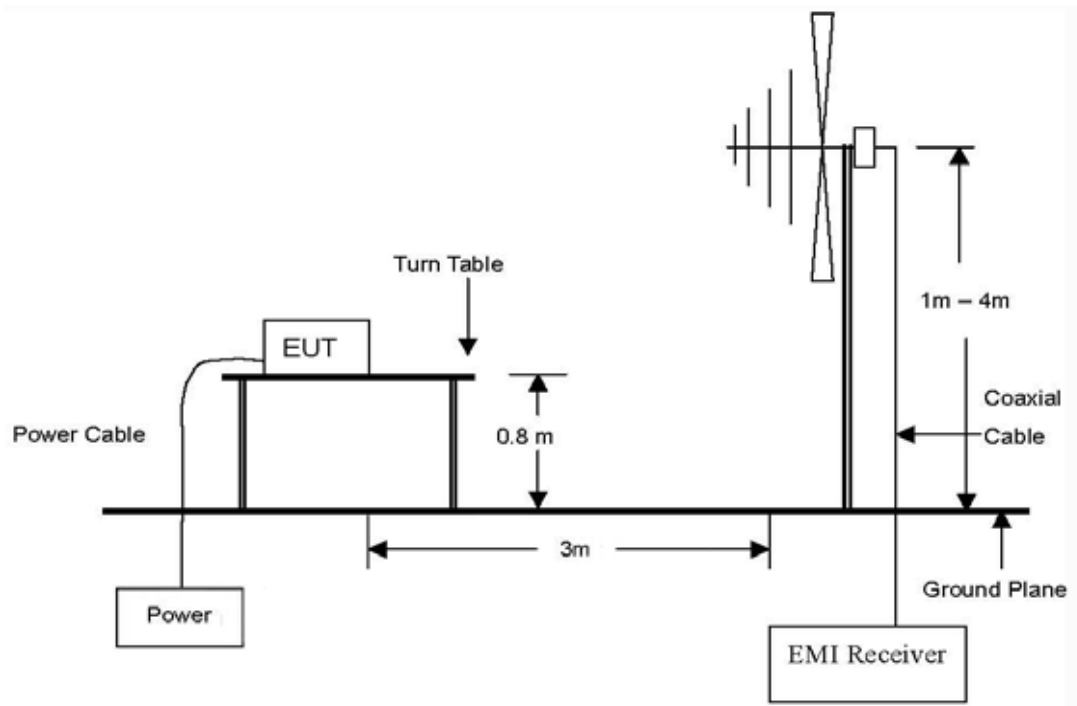 Turn Table
EUT
1m – 4m
Power Cable
0.8 m
Coaxial
Cable
3m
Ground Plane
Power
EMI Receiver